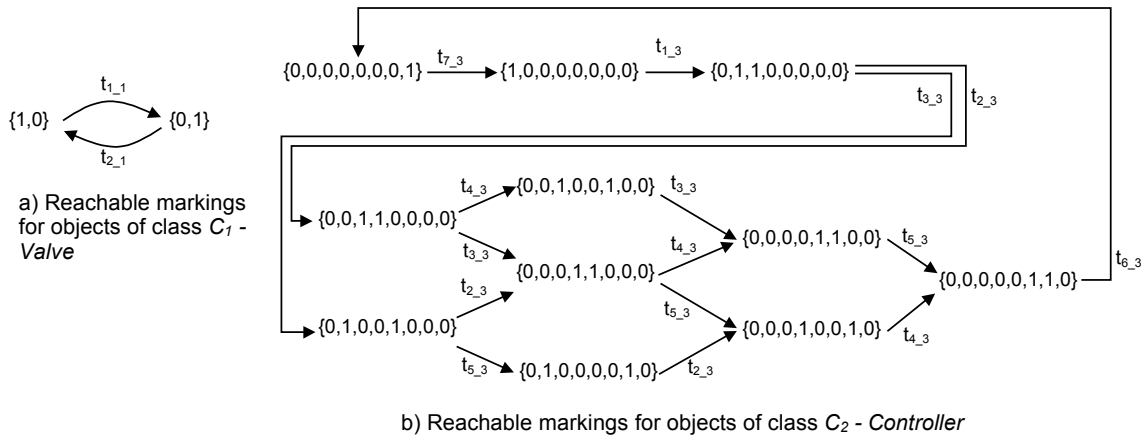 t7_3
t1_3
{0,0,0,0,0,0,0,1}
{1,0,0,0,0,0,0,0}
{0,1,1,0,0,0,0,0}
t3_3
t2_3
t1_1
{1,0}
{0,1}
t2_1
a) Reachable markings
for objects of class C1 -
Valve
t4_3
{0,0,1,0,0,1,0,0}
t3_3
{0,0,1,1,0,0,0,0}
t3_3
{0,0,0,0,1,1,0,0}
t5_3
t4_3
t6_3
{0,0,0,1,1,0,0,0}
{0,0,0,0,0,1,1,0}
t2_3
t5_3
{0,1,0,0,1,0,0,0}
{0,0,0,1,0,0,1,0}
t4_3
t5_3
{0,1,0,0,0,0,1,0}
t2_3
b) Reachable markings for objects of class C2 - Controller